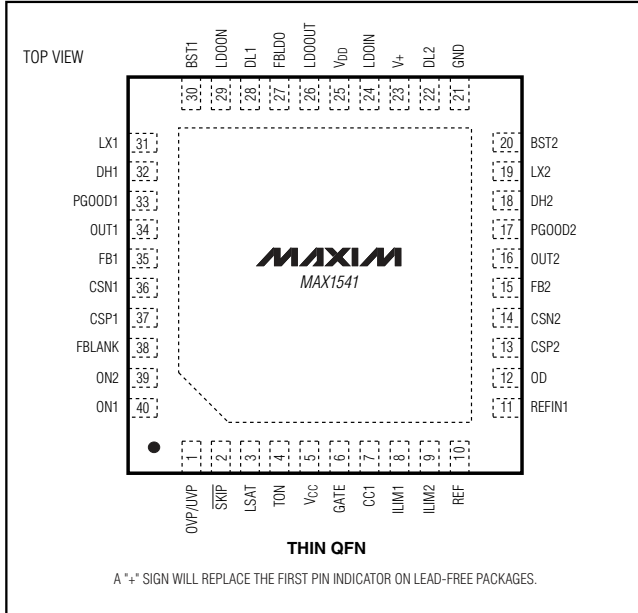 TOP VIEW
BST1
LDOON
DL1
FBLDO
LDOOUT
VDD
LDOIN
V+
DL2
GND
30
29
28
27
26
25
24
23
22
21
LX1 31
DH1 32
PGOOD1 33
OUT1 34
FB1 35
CSN1 36
CSP1 37
FBLANK 38
ON2 39
ON1 40
MAXIM
MAX1541
20 BST2
19 LX2
18 DH2
17 PGOOD2
16 OUT2
15 FB2
14 CSN2
13 CSP2
12 OD
11 REFIN1
1
2
3
4
5
6
7
8
9
10
OVP/UVP
SKIP
LSAT
TON
VCC
GATE
CC1
ILIM1
ILIM2
REF
THIN QFN
A "+" SIGN WILL REPLACE THE FIRST PIN INDICATOR ON LEAD-FREE PACKAGES.